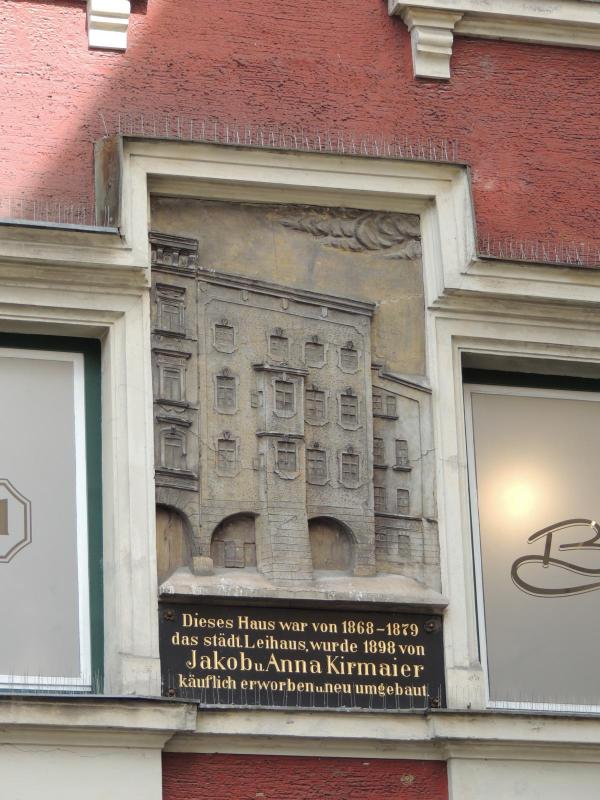 Dieses Haus war von 1868-1879
das städt. Leihaus, wurde 1898 von
Jakob u. Anna Kirmaier
käuflich erworben u. neu umgebaut
B